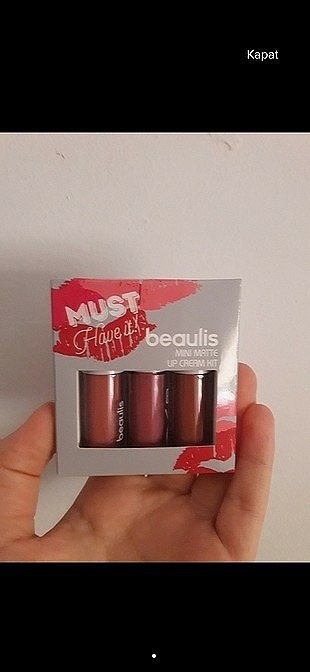 Kapat
MUST
Have it!
beaulis
MINI MATTE
LIP CREAM KIT
beaulis